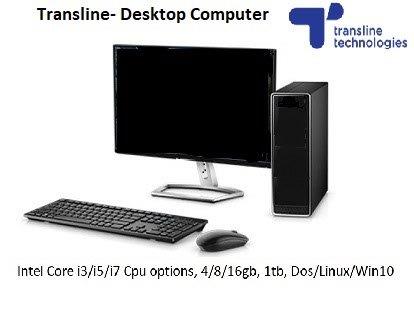 Transline- Desktop Computer
transline
technologies
Intel Core i3/i5/i7 Cpu options, 4/8/16gb, 1tb, Dos/Linux/Win10